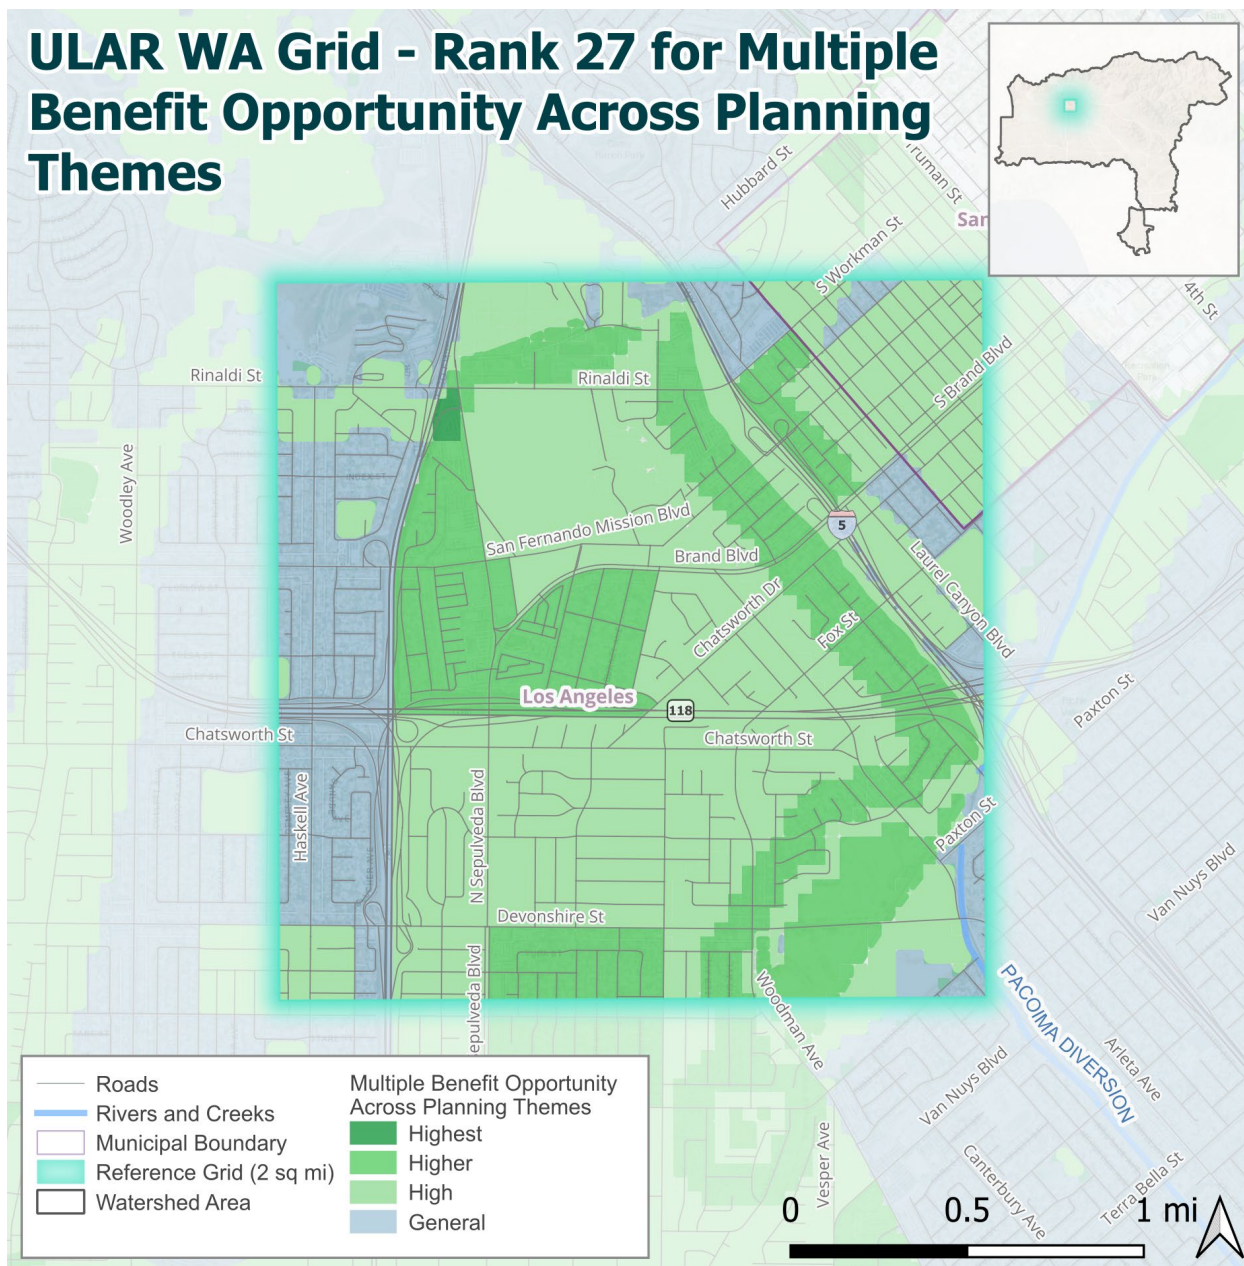 ULAR WA Grid - Rank 27 for Multiple
Benefit Opportunity Across Planning
Themes
Hubbard St
Truman St
San
S Workman St
4th St
Rinaldi St
Rinaldi St
S Brand Blvd
Woodley Ave
San Fernando Mission Blvd
5
Brand Blvd
Laurel Canyon Blvd
Chatsworth Dr
Fox St
Los Angeles
118
Paxton St
Chatsworth St
Chatsworth St
Haskell Ave
N Sepulveda Blvd
Paxton St
Van Nuys Blvd
Devonshire St
epulveda Blvd
Woodman Ave
PACOIMA DIVERSION
Arleta Ave
Van Nuys Blvd
Vesper Ave
Canterbury Ave
Terra Bella St
Roads
Rivers and Creeks
Municipal Boundary
Reference Grid (2 sq mi)
Watershed Area
Multiple Benefit Opportunity
Across Planning Themes
Highest
Higher
High
General
0 0.5 1 mi